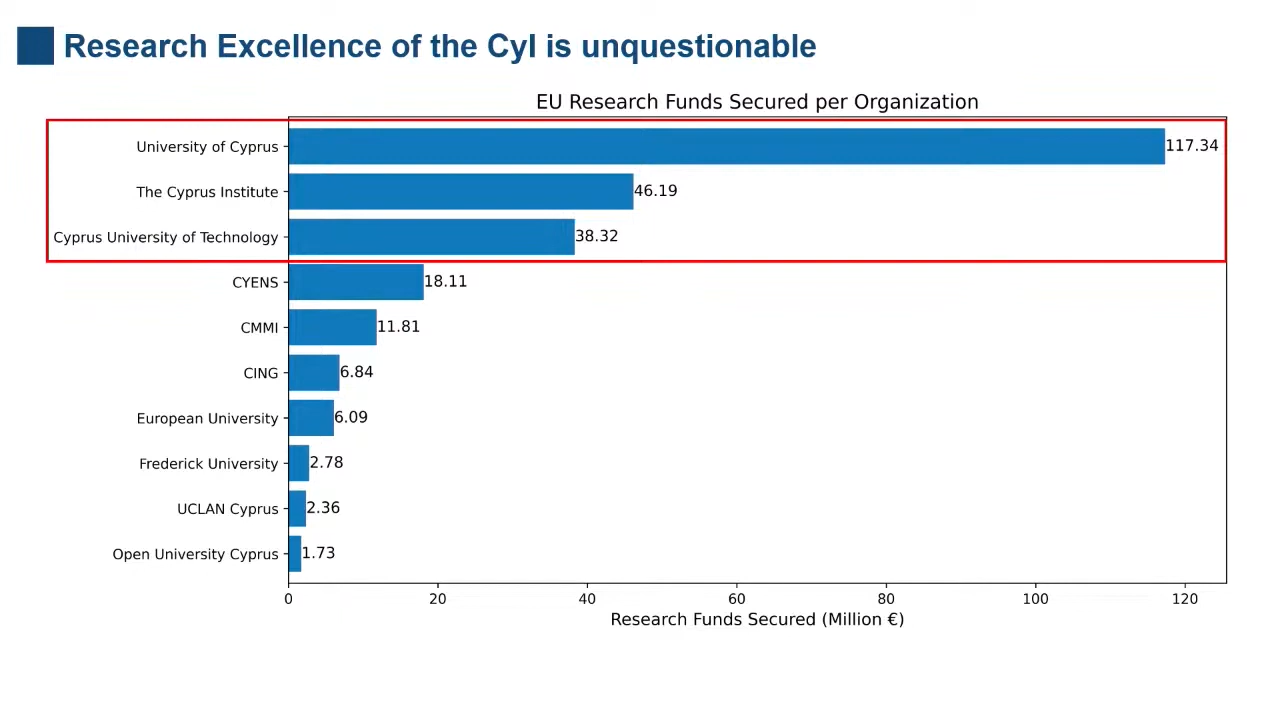 Research Excellence of the CyI is unquestionable
EU Research Funds Secured per Organization
University of Cyprus 117.34
The Cyprus Institute 46.19
Cyprus University of Technology 38.32
CYENS 18.11
CMMI 11.81
CING 6.84
European University 6.09
Frederick University 2.78
UCLAN Cyprus 2.36
Open University Cyprus 1.73
0 20 40 60 80 100 120
Research Funds Secured (Million €)